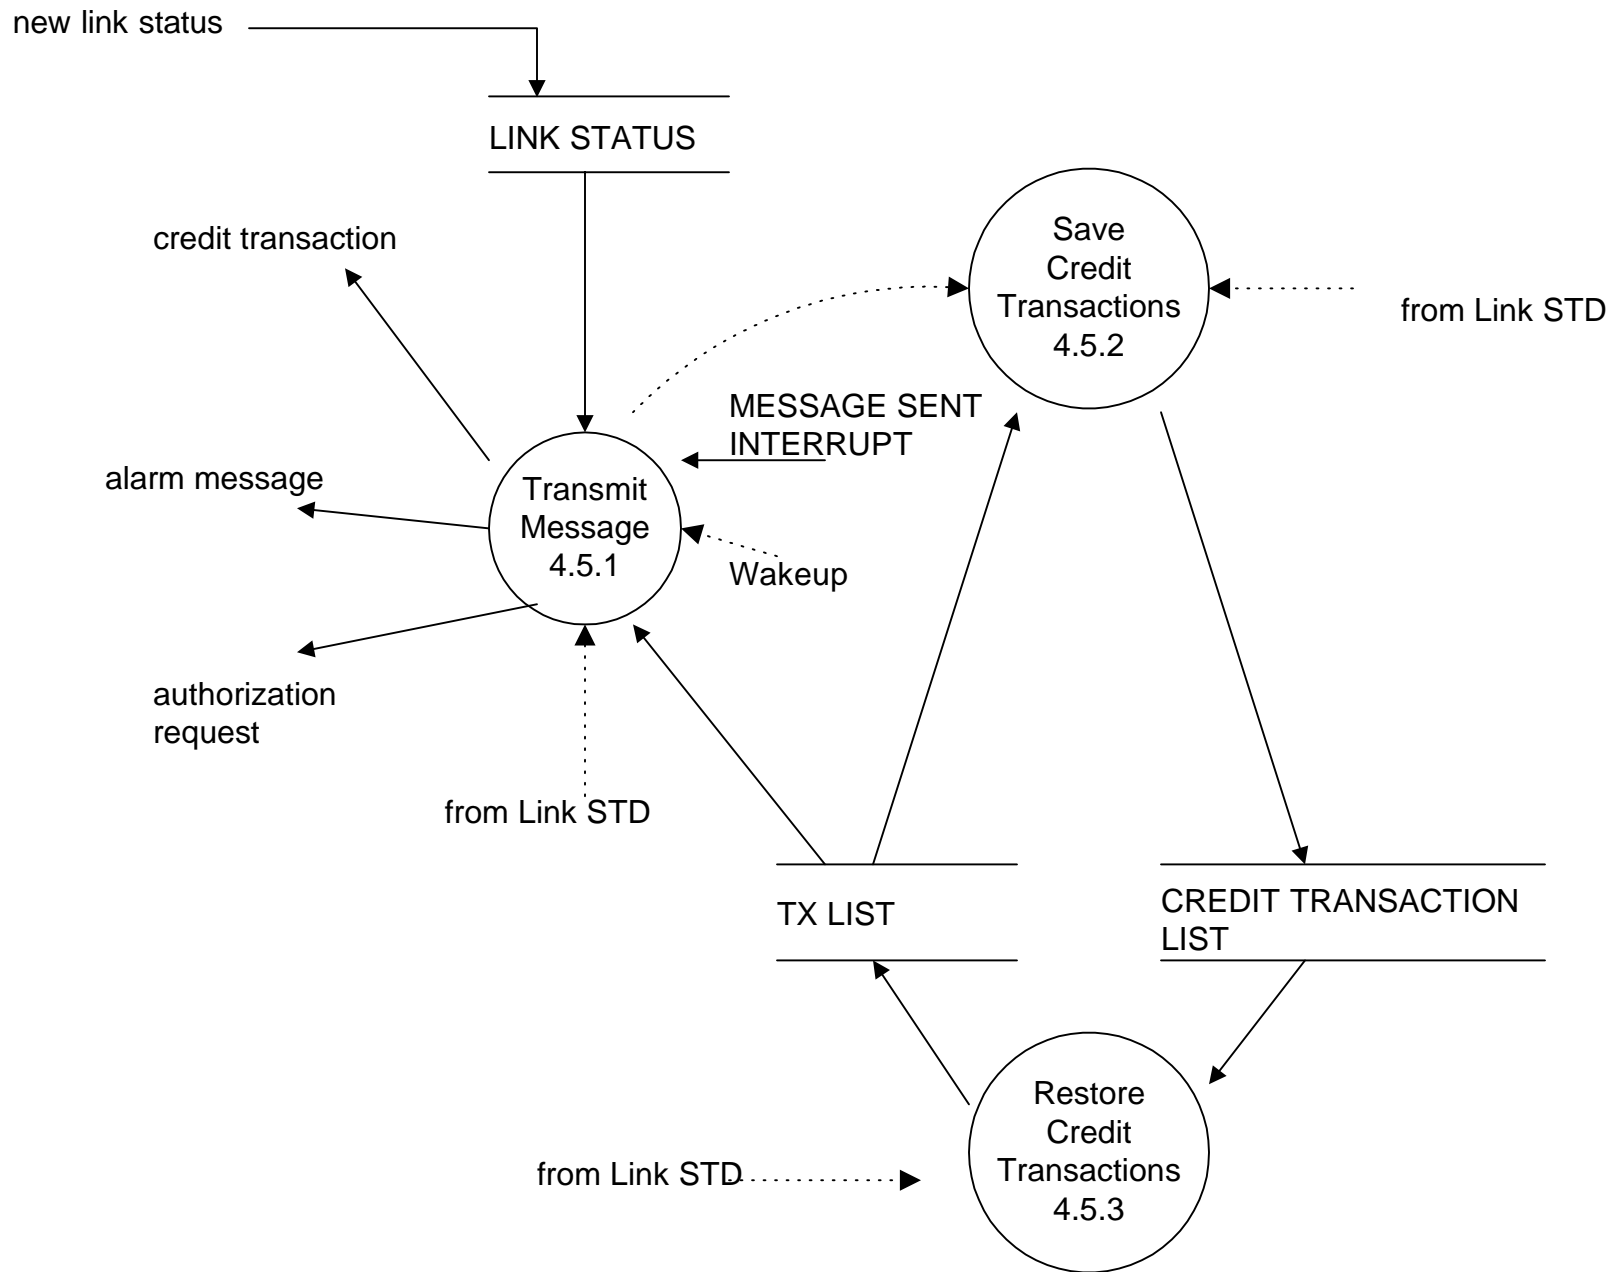 new link status
LINK STATUS
credit transaction
Save
Credit
Transactions
4.5.2
from Link STD
MESSAGE SENT
INTERRUPT
alarm message
Transmit
Message
4.5.1
Wakeup
authorization
request
from Link STD
TX LIST
CREDIT TRANSACTION
LIST
Restore
Credit
Transactions
4.5.3
from Link STD